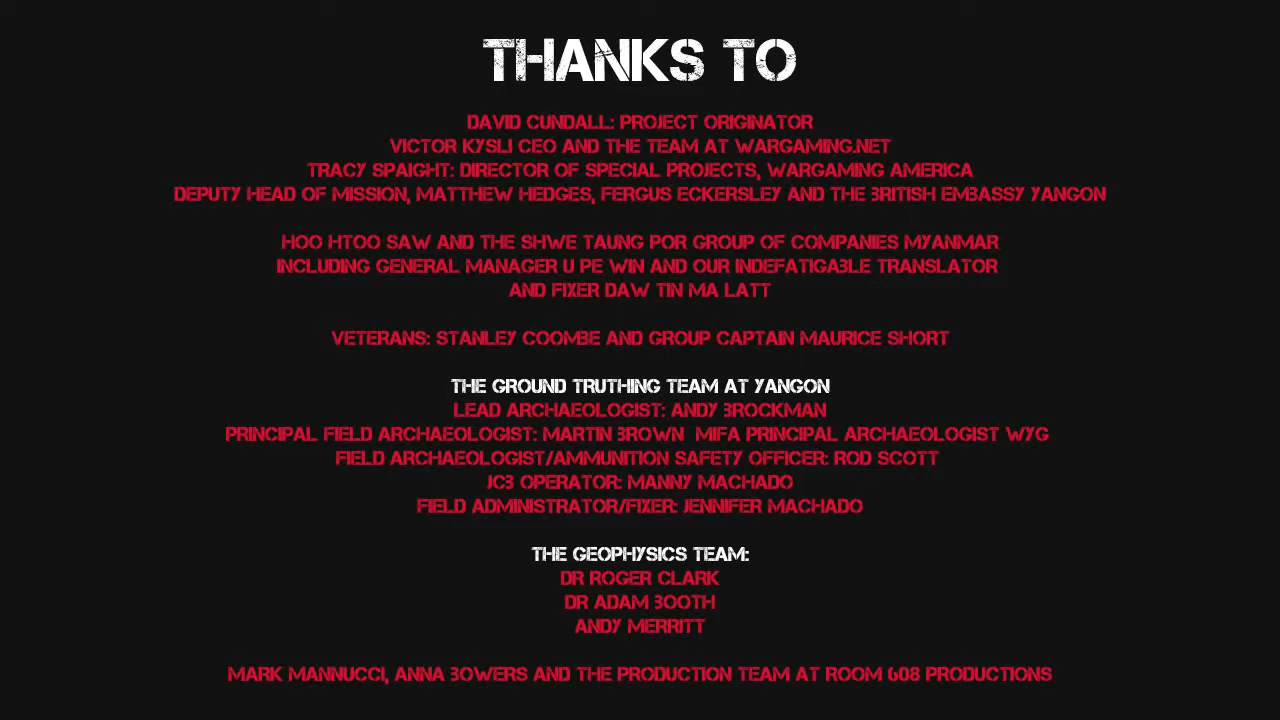 THANKS TO
DAVID CUNDALL: PROJECT ORIGINATOR
VICTOR KYSLI CEO AND THE TEAM AT WARGAMING.NET
TRACY SPAIGHT: DIRECTOR OF SPECIAL PROJECTS, WARGAMING AMERICA
DEPUTY HEAD OF MISSION, MATTHEW HEDGES, FERGUS ECKERSLEY AND THE BRITISH EMBASSY YANGON
HOO HTOO SAW AND THE SHWE TAUNG POR GROUP OF COMPANIES MYANMAR
INCLUDING GENERAL MANAGER U PE WIN AND OUR INDEFATIGABLE TRANSLATOR
AND FIXER DAW TIN MA LATT
VETERANS: STANLEY COOMBE AND GROUP CAPTAIN MAURICE SHORT
THE GROUND TRUTHING TEAM AT YANGON
LEAD ARCHAEOLOGIST: ANDY BROCKMAN
PRINCIPAL FIELD ARCHAEOLOGIST: MARTIN BROWN MIFA PRINCIPAL ARCHAEOLOGIST WYG
FIELD ARCHAEOLOGIST/AMMUNITION SAFETY OFFICER: ROD SCOTT
JCB OPERATOR: MANNY MACHADO
FIELD ADMINISTRATOR/FIXER: JENNIFER MACHADO
THE GEOPHYSICS TEAM:
DR ROGER CLARK
DR ADAM BOOTH
ANDY MERRITT
MARK MANNUCCI, ANNA BOWERS AND THE PRODUCTION TEAM AT ROOM 608 PRODUCTIONS